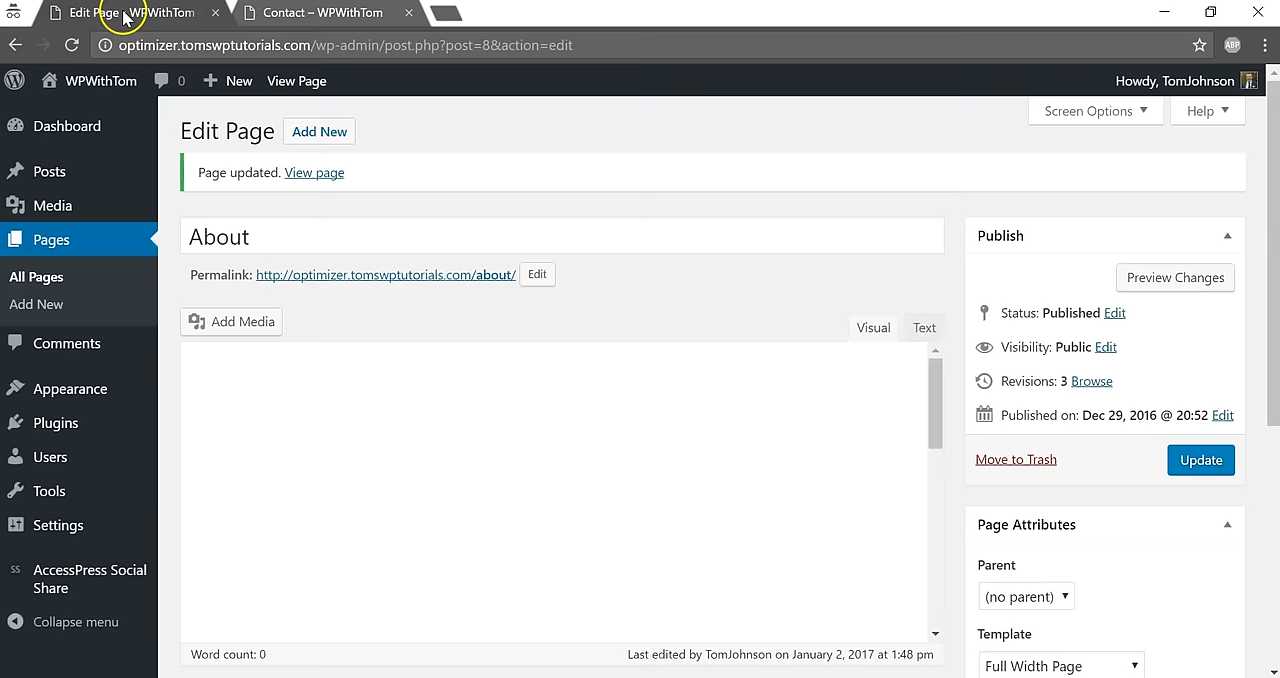 Edit Page WPWithTom
Contact – WPWithTom
optimizer.tomswptutorials.com/wp-admin/post.php?post=8&action=edit
ABP
WPWithTom
0
New
View Page
Howdy, TomJohnson
Dashboard
Posts
Media
Pages
All Pages
Add New
Comments
Appearance
Plugins
Users
Tools
Settings
SS
AccessPress Social
Share
Collapse menu
Screen Options
Help
Edit Page
Add New
Page updated. View page
About
Permalink: http://optimizer.tomswptutorials.com/about/ Edit
Add Media
Visual
Text
Word count: 0
Last edited by TomJohnson on January 2, 2017 at 1:48 pm
Publish
Preview Changes
Status: Published Edit
Visibility: Public Edit
Revisions: 3 Browse
Published on: Dec 29, 2016 @ 20:52 Edit
Move to Trash
Update
Page Attributes
Parent
(no parent)
Template
Full Width Page